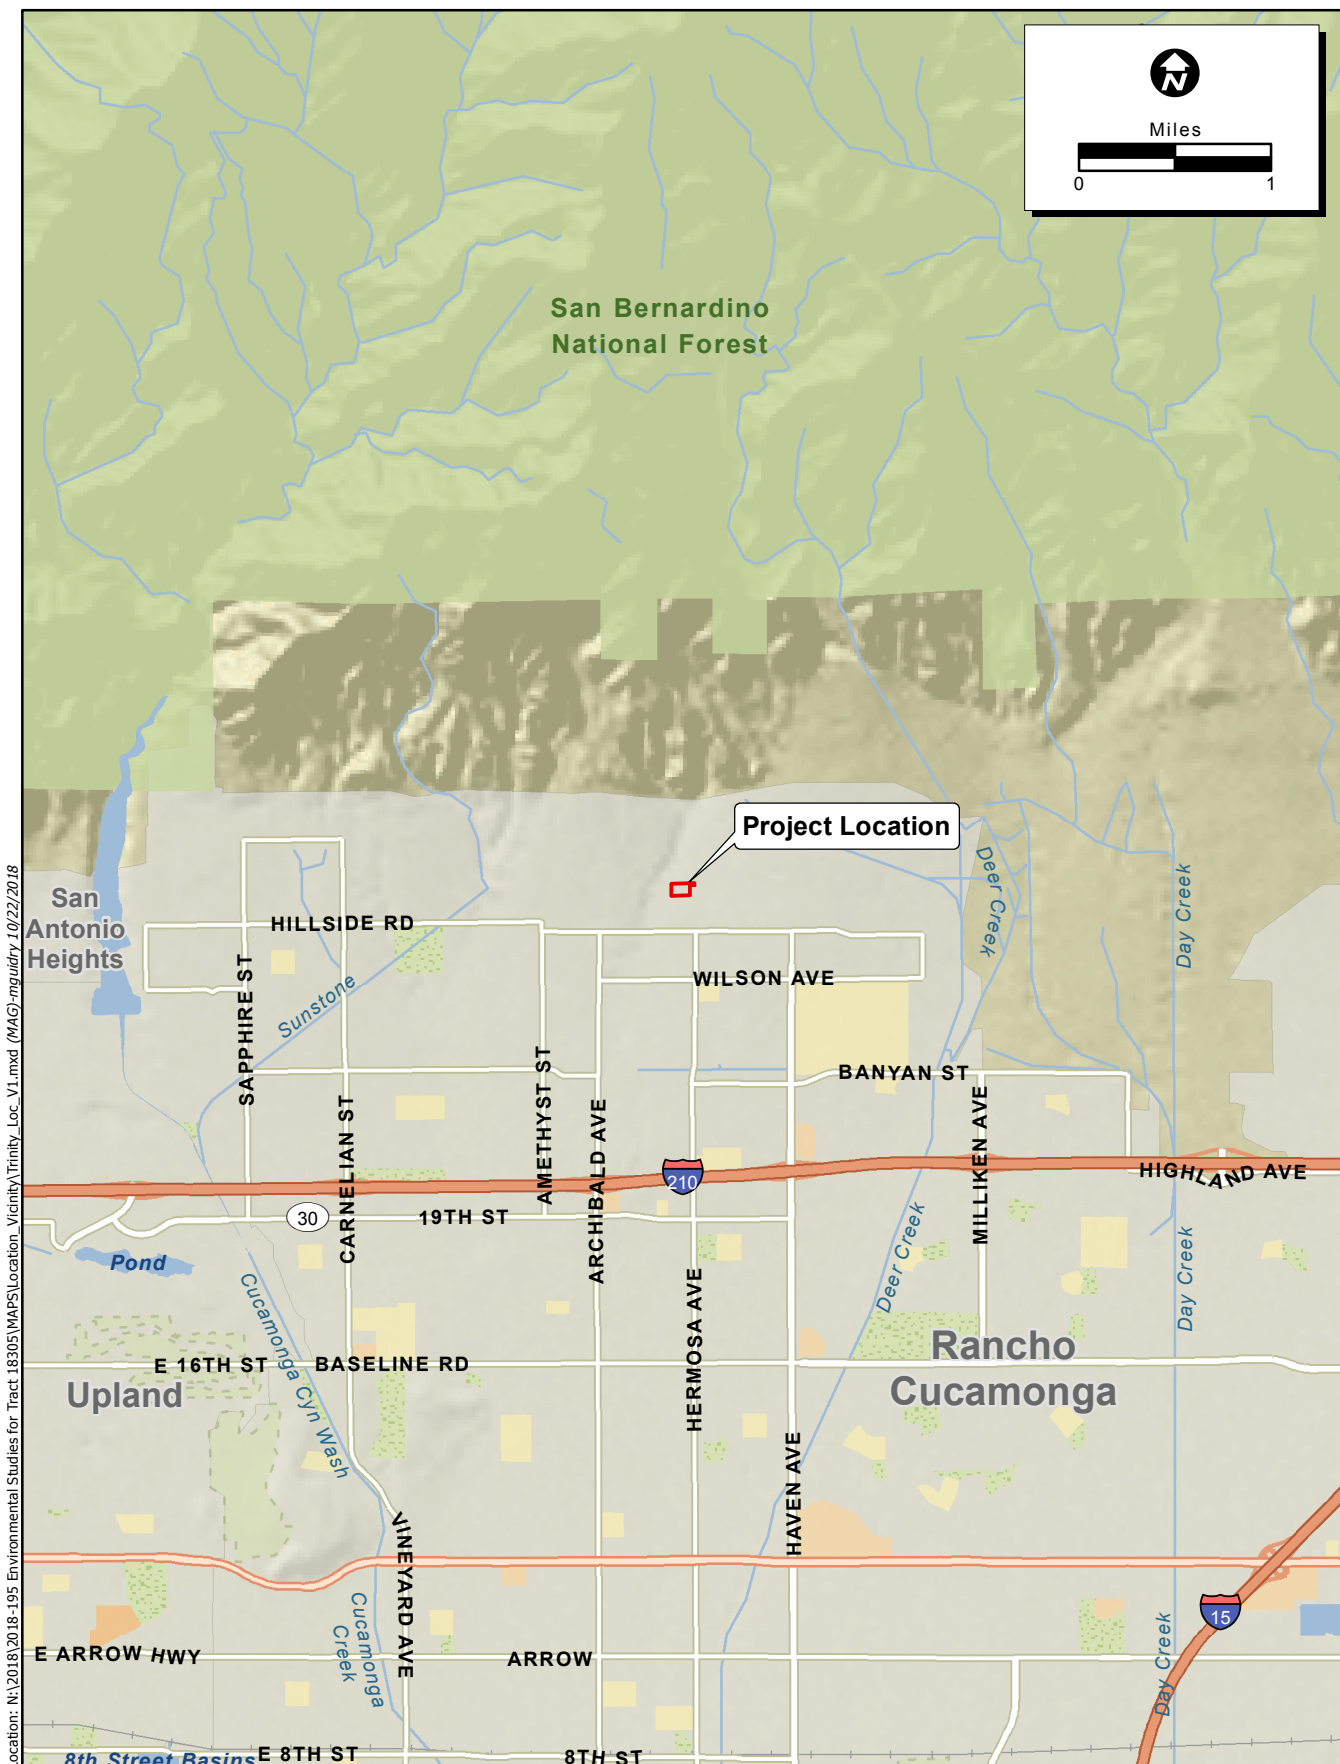 N
Miles
0 1
San Bernardino
National Forest
Project Location
San
Antonio
Heights
HILLSIDE RD
WILSON AVE
SAPPHIRE ST
Sunstone
Deer Creek
Day Creek
BANYAN ST
CARNELIAN ST
AMETHYST ST
ARCHIBALD AVE
MILLIKEN AVE
210
HIGHLAND AVE
30
19TH ST
Pond
Cucamonga Cyn Wash
HERMOSA AVE
Deer Creek
Day Creek
E 16TH ST
BASELINE RD
Rancho
Cucamonga
Upland
HAVEN AVE
VINEYARD AVE
15
Cucamonga
Creek
E ARROW HWY
ARROW
Day Creek
8th Street Basins
E 8TH ST
8TH ST
ocation: N:\2018\2018-195 Environmental Studies for Tract 18305\MAPS\Location_Vicinity\Trinity_Loc_V1.mxd (MAG)-mguidry 10/22/2018